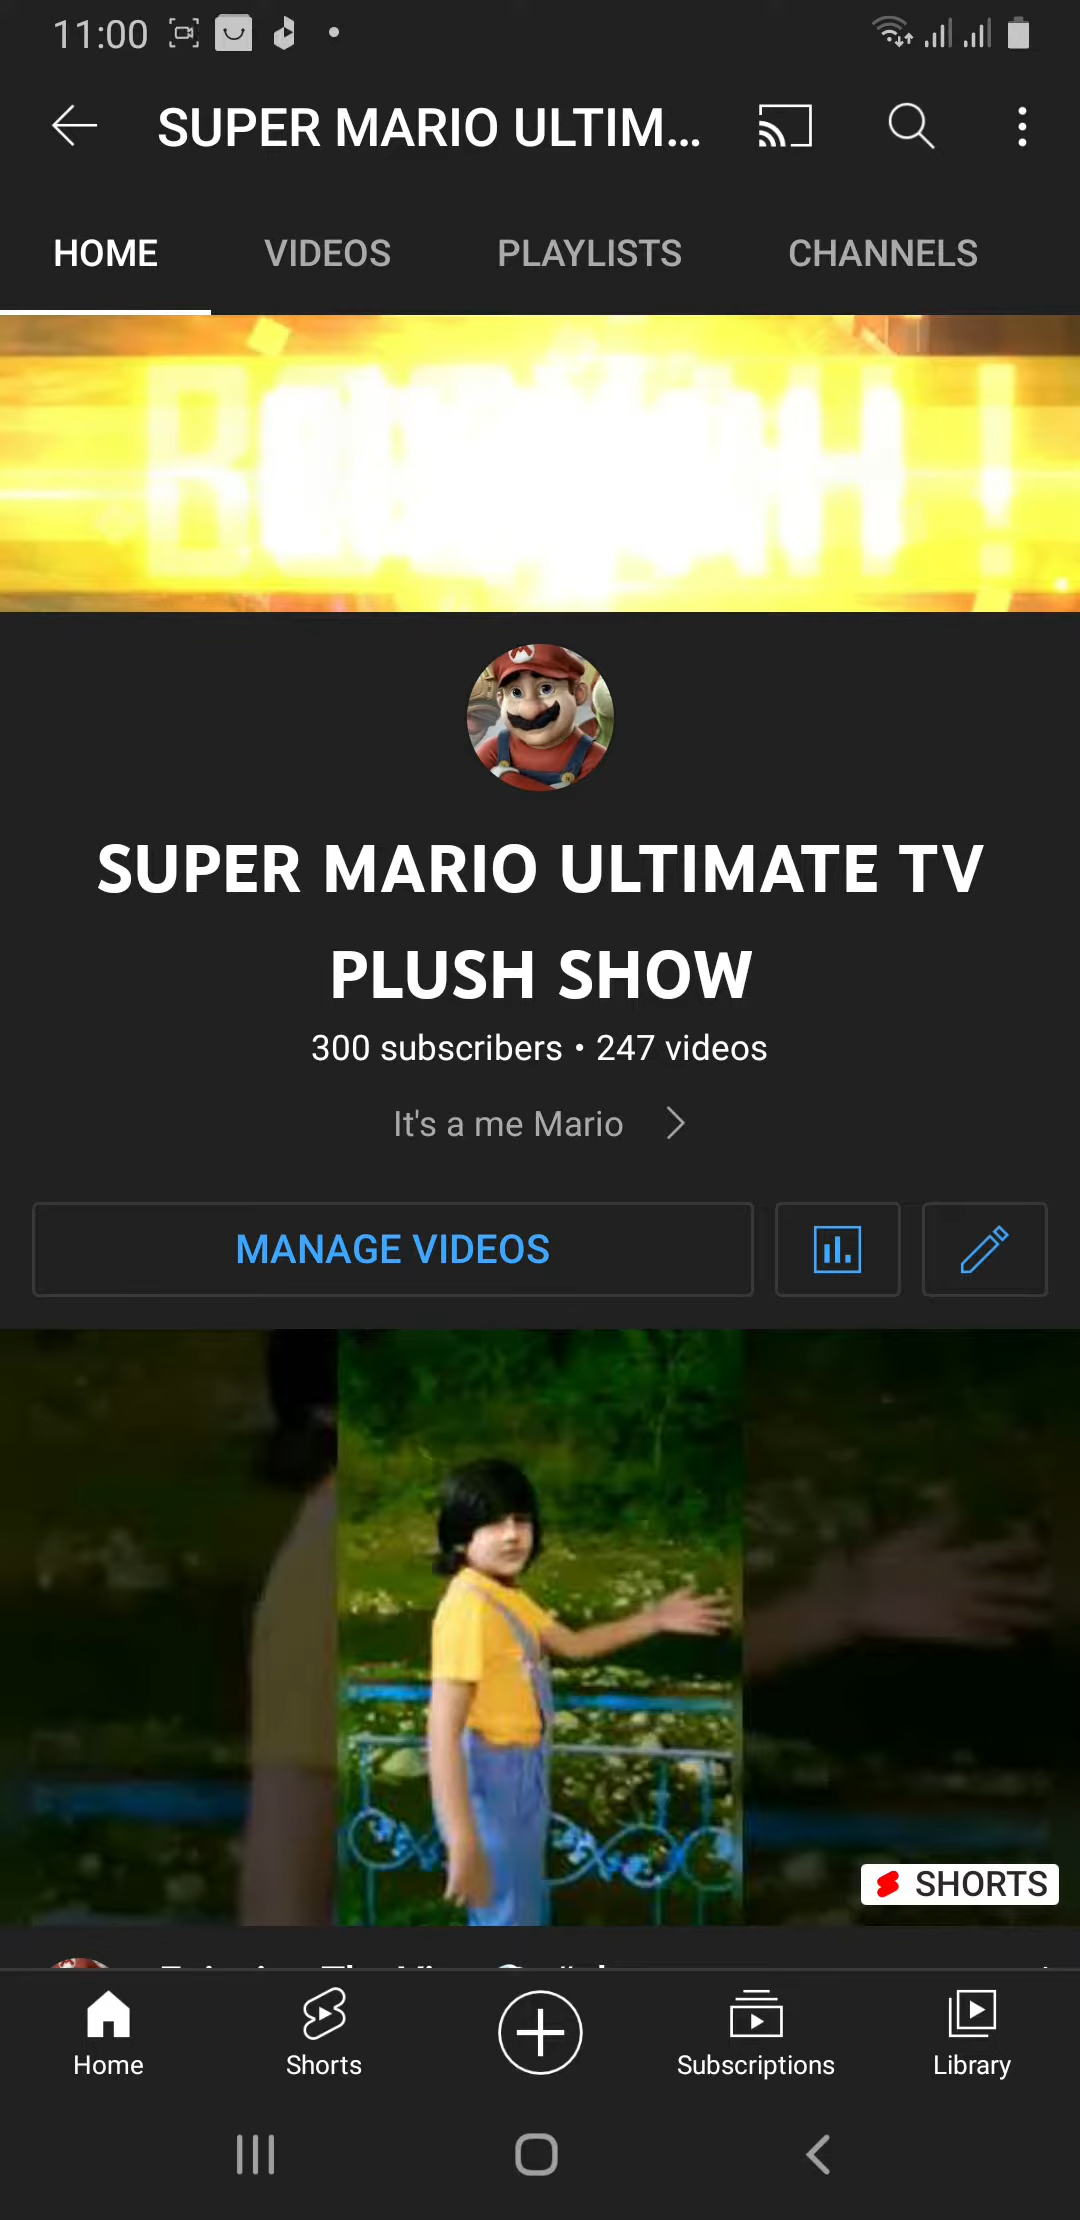 11:00
SUPER MARIO ULTIM...
HOME VIDEOS PLAYLISTS CHANNELS
SUPER MARIO ULTIMATE TV
PLUSH SHOW
300 subscribers • 247 videos
It's a me Mario
MANAGE VIDEOS
SHORTS
Home Shorts Subscriptions Library